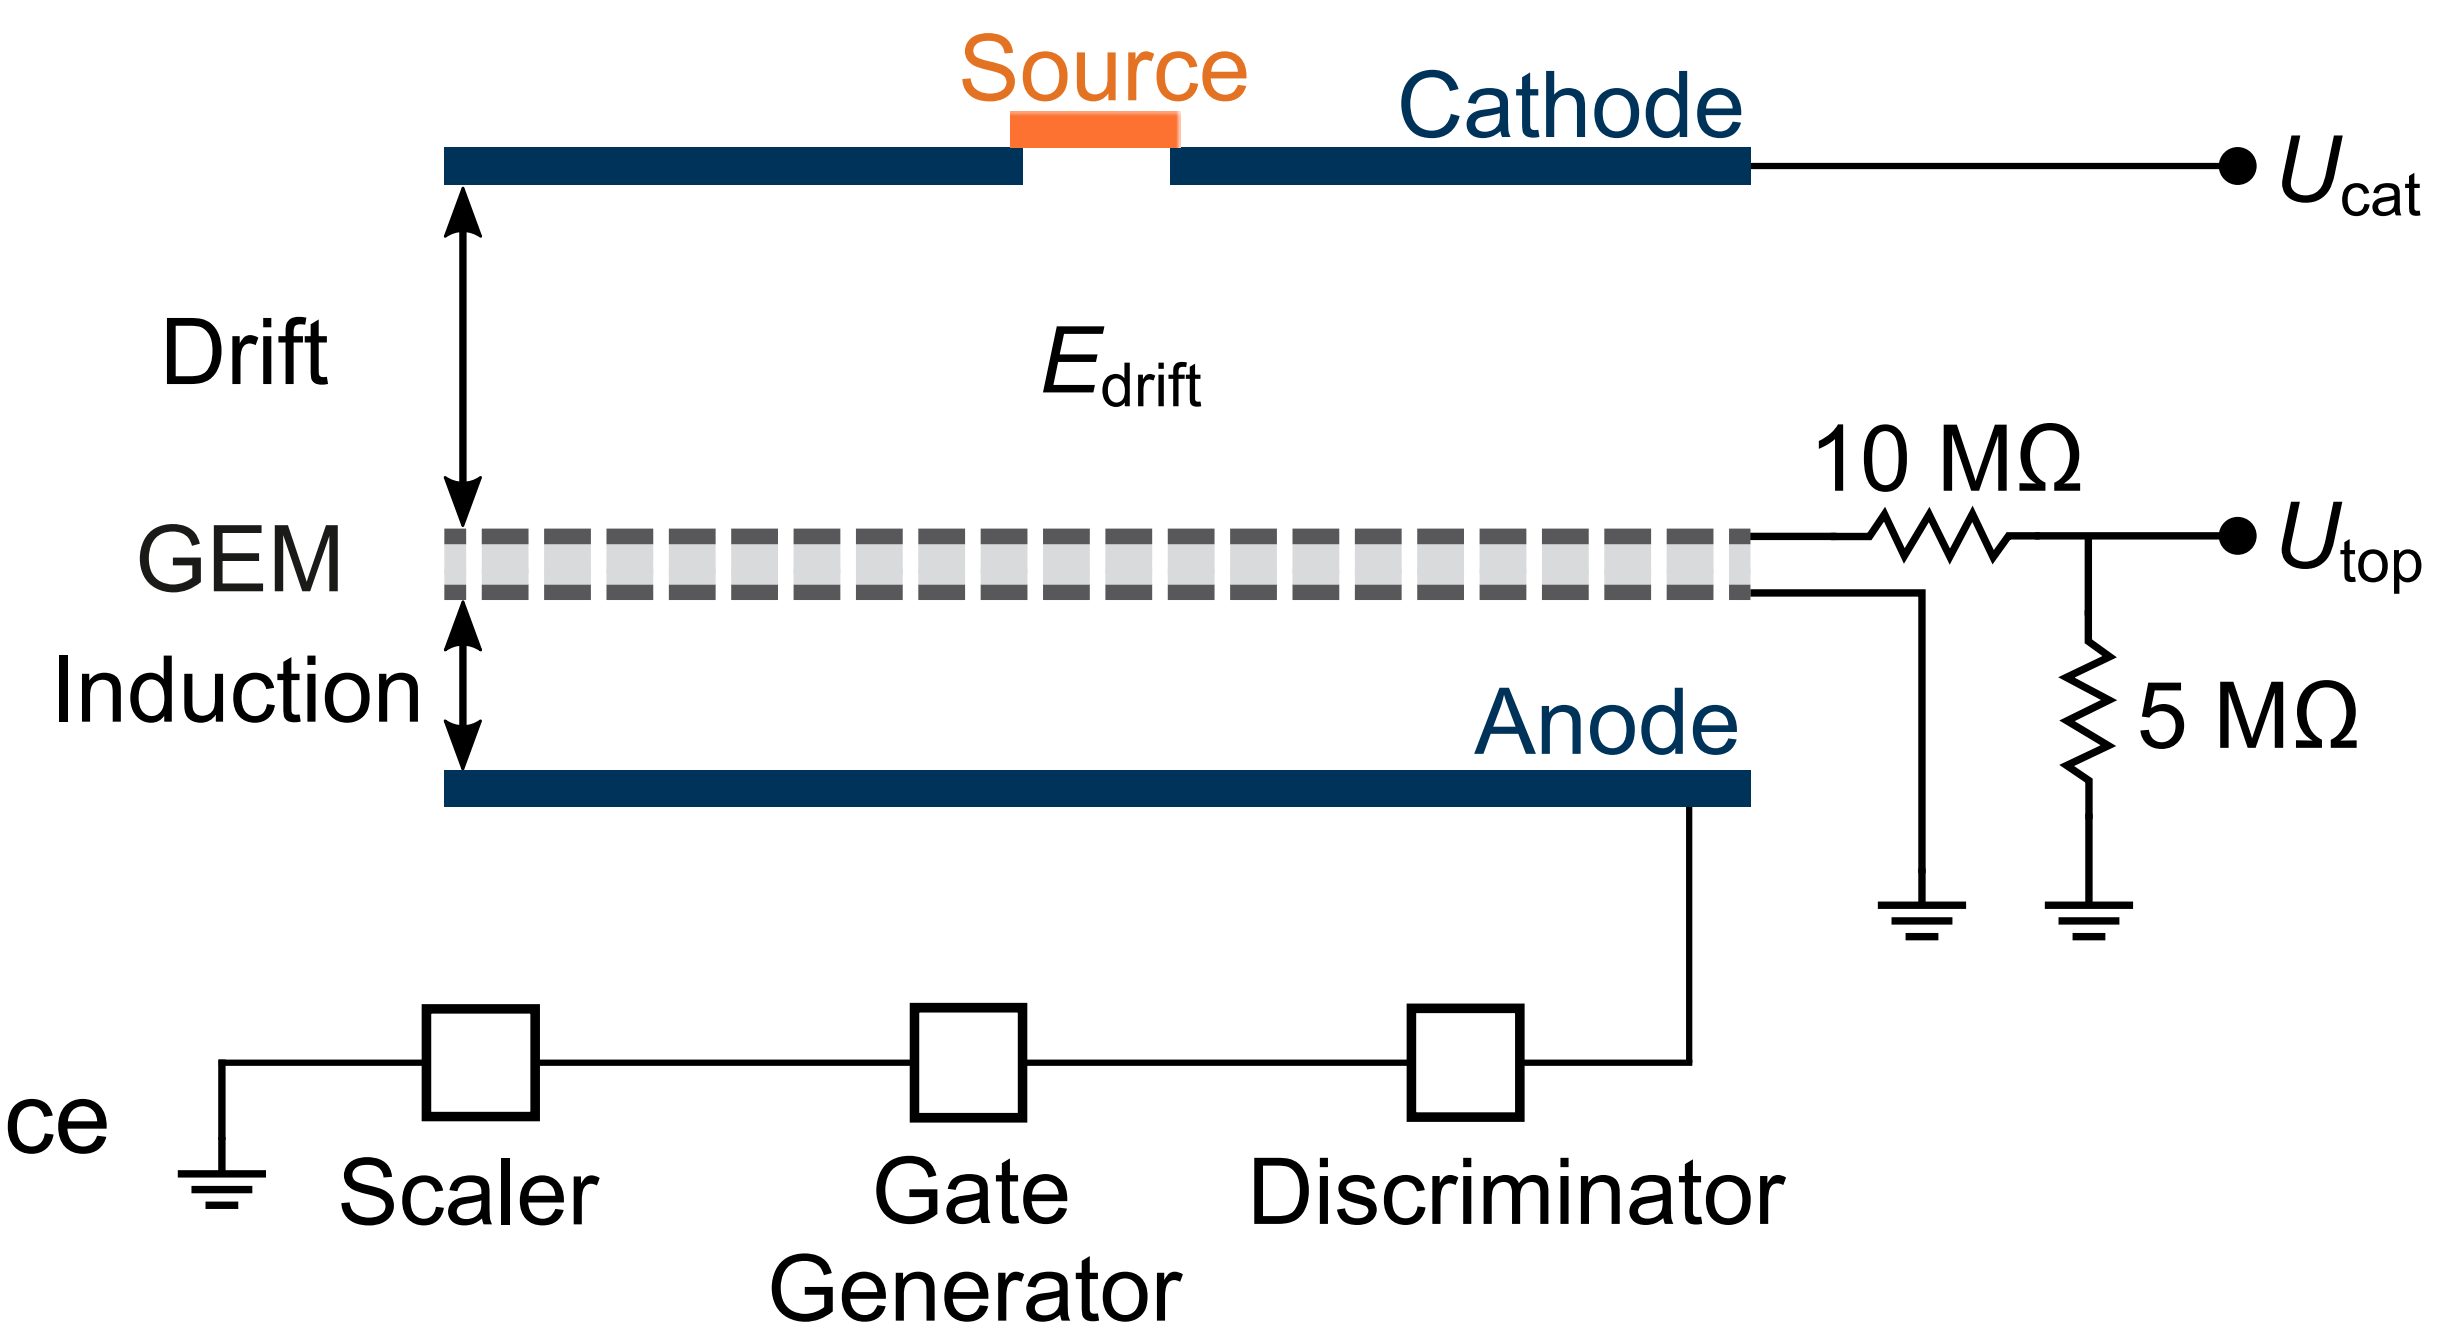 Source
Cathode
Ucat
Drift
Edrift
10 MΩ
GEM
Utop
Induction
Anode
5 MΩ
ce
Scaler
Gate
Generator
Discriminator